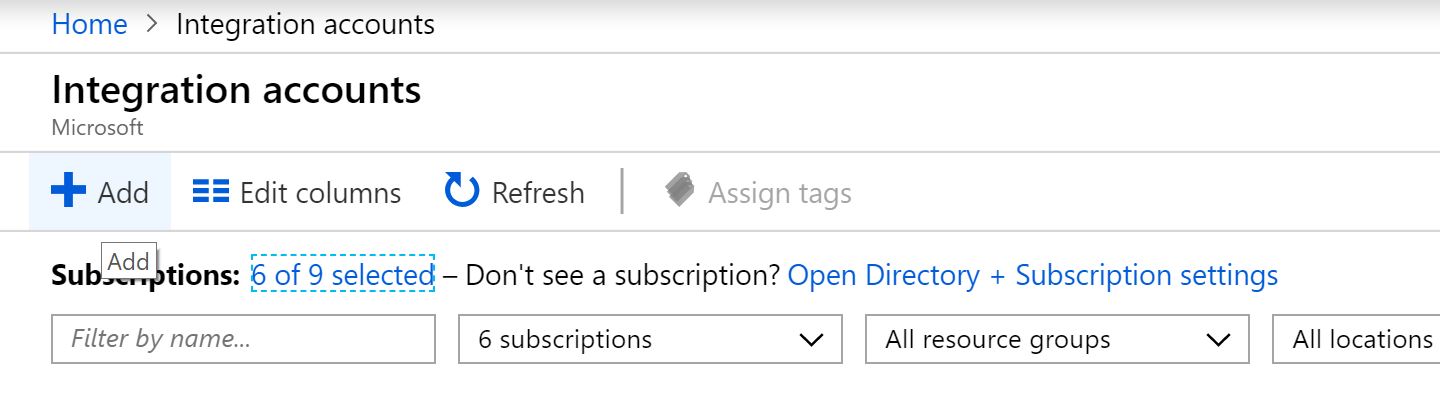 Home > Integration accounts
Integration accounts
Microsoft
Add Edit columns Refresh Assign tags
Add
Subscriptions: 6 of 9 selected – Don't see a subscription? Open Directory + Subscription settings
Filter by name... 6 subscriptions All resource groups All locations